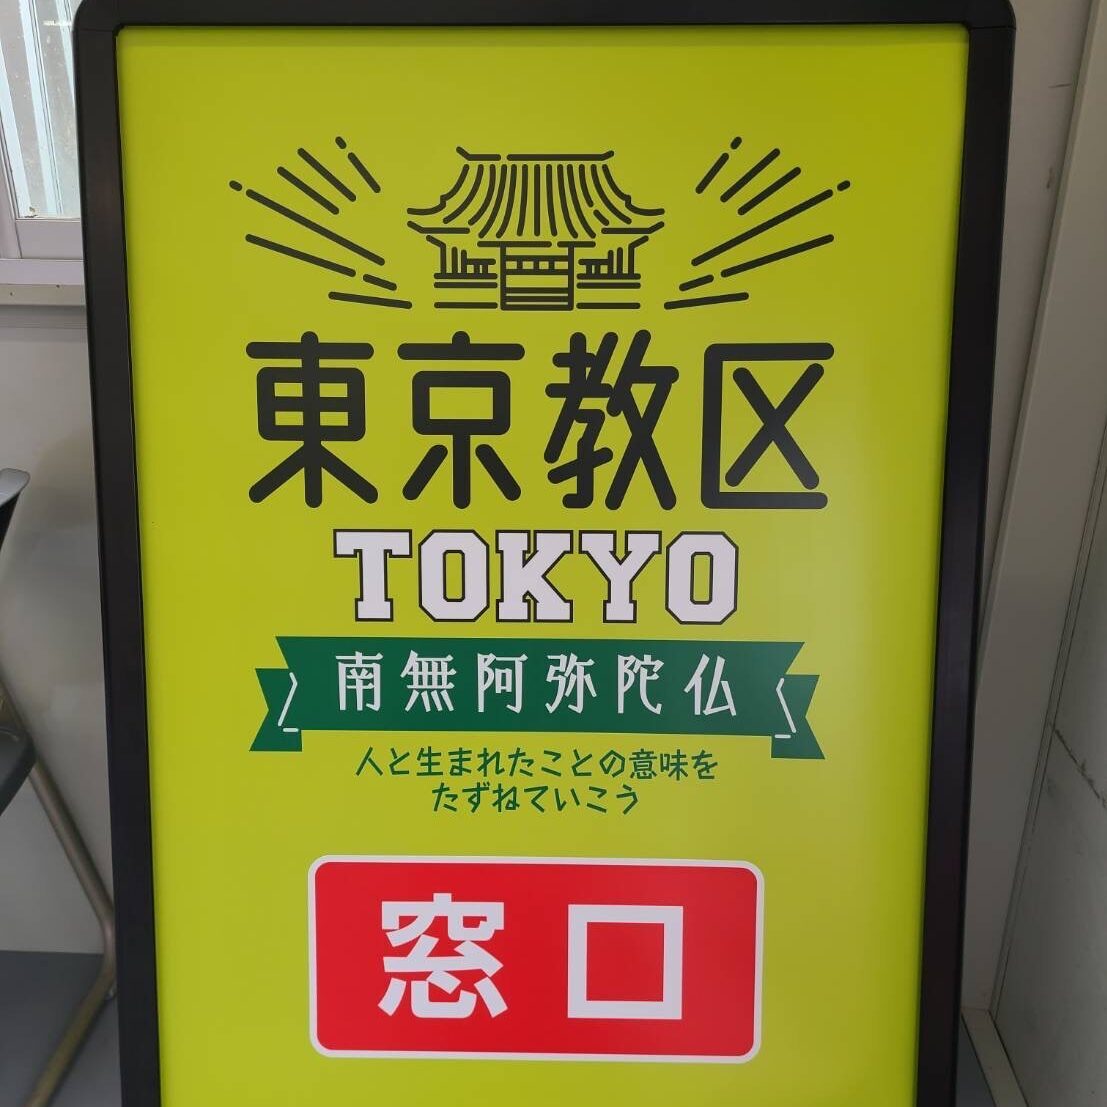 東京教区
TOKYO
南無阿弥陀仏
人と生まれたことの意味を
たずねていこう
窓口